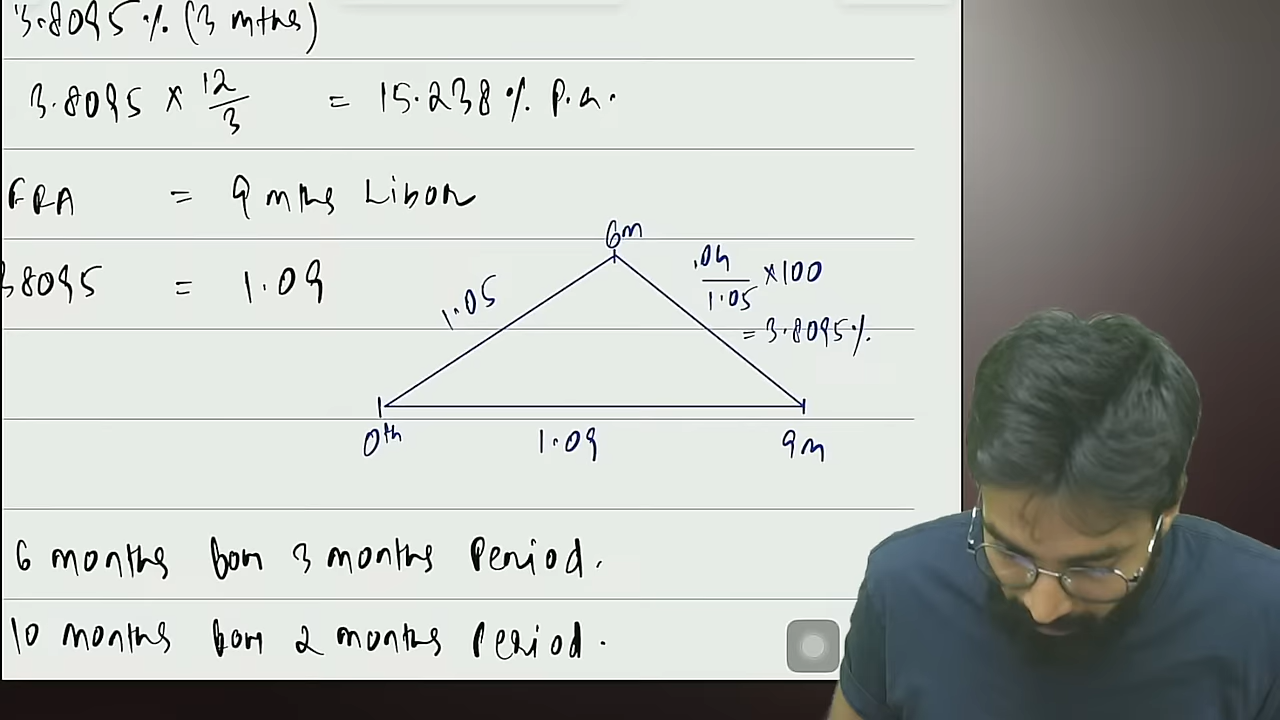 3.8095% (3 mths)
3.8095 × 12/3 = 15.238% P.a.
FRA = 9 mths Libor
38095 = 1.09
6m
1.05
.04/1.05 ×100
= 3.8095%
0th 1.09 9m
6 months for 3 months Period.
10 months for 2 months Period.